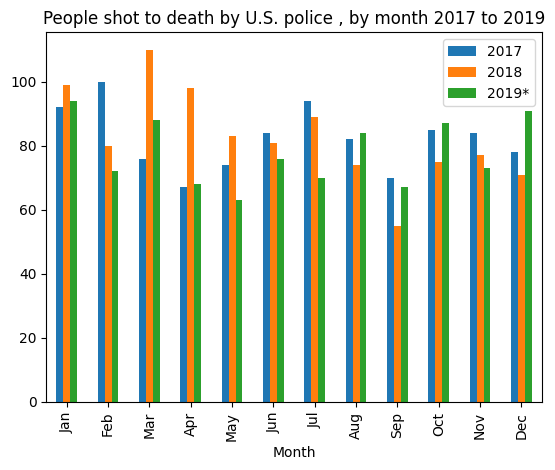 People shot to death by U.S. police , by month 2017 to 2019
2017
2018
2019*
100
80
60
40
20
0
Jan
Feb
Mar
Apr
May
Jun
Jul
Aug
Sep
Oct
Nov
Dec
Month